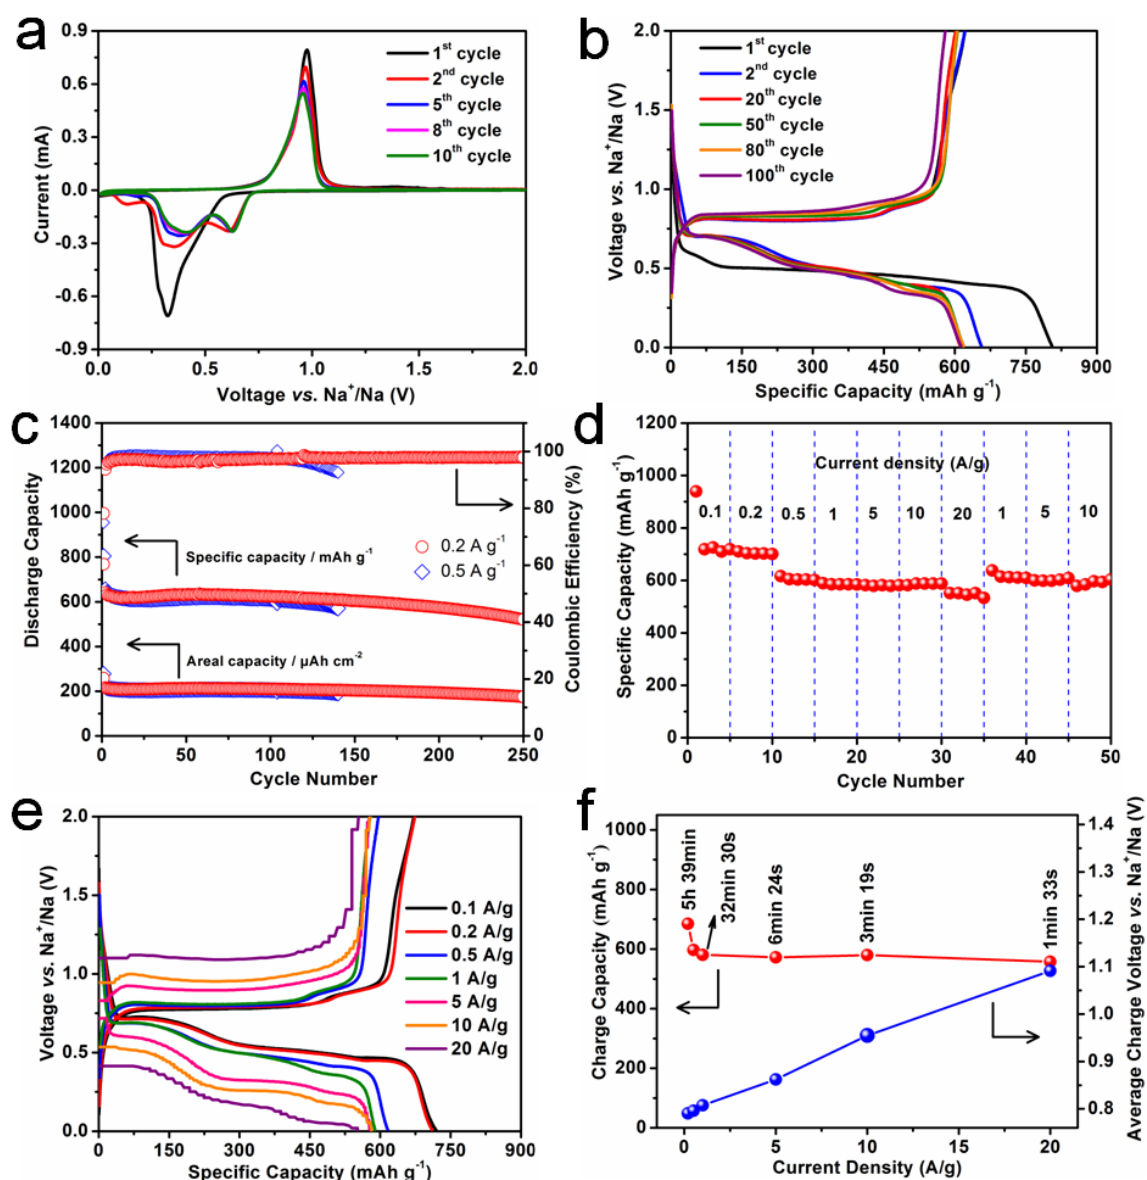 a
0.9
0.6
0.3
0.0
-0.3
-0.6
-0.9
Current (mA)
1st cycle
2nd cycle
5th cycle
8th cycle
10th cycle
0.0 0.5 1.0 1.5 2.0
Voltage vs. Na+/Na (V)
b
2.0
1.5
1.0
0.5
0.0
Voltage vs. Na+/Na (V)
1st cycle
2nd cycle
20th cycle
50th cycle
80th cycle
100th cycle
0 150 300 450 600 750 900
Specific Capacity (mAh g-1)
c
1400
1200
1000
800
600
400
200
0
Discharge Capacity
Specific capacity / mAh g-1
0.2 A g-1
0.5 A g-1
Areal capacity / μAh cm-2
100
80
60
40
20
0
Coulombic Efficiency (%)
0 25 50 75 100 125 150 175 200 225 250
Cycle Number
d
1200
1000
800
600
400
200
0
Specific Capacity (mAh g-1)
Current density (A/g)
0.1 0.2 0.5 1 5 10 20 1 5 10
0 10 20 30 40 50
Cycle Number
e
2.0
1.5
1.0
0.5
0.0
Voltage vs. Na+/Na (V)
0.1 A/g
0.2 A/g
0.5 A/g
1 A/g
5 A/g
10 A/g
20 A/g
0 150 300 450 600 750 900
Specific Capacity (mAh g-1)
f
1000
800
600
400
200
0
Charge Capacity (mAh g-1)
5h 39min
32min 30s
6min 24s
3min 19s
1min 33s
1.4
1.3
1.2
1.1
1.0
0.9
0.8
Average Charge Voltage vs. Na+/Na (V)
0 5 10 15 20
Current Density (A/g)